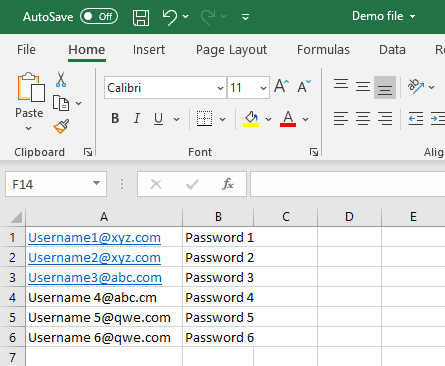 AutoSave Off Demo file
File Home Insert Page Layout Formulas
Paste Calibri 11 A A
B I U A
Clipboard Font Alig
F14 fx
A B C D E
1 Username1@xyz.com Password 1
2 Username2@xyz.com Password 2
3 Username3@abc.com Password 3
4 Username 4@abc.cm Password 4
5 Username 5@qwe.com Password 5
6 Username 6@qwe.com Password 6
7